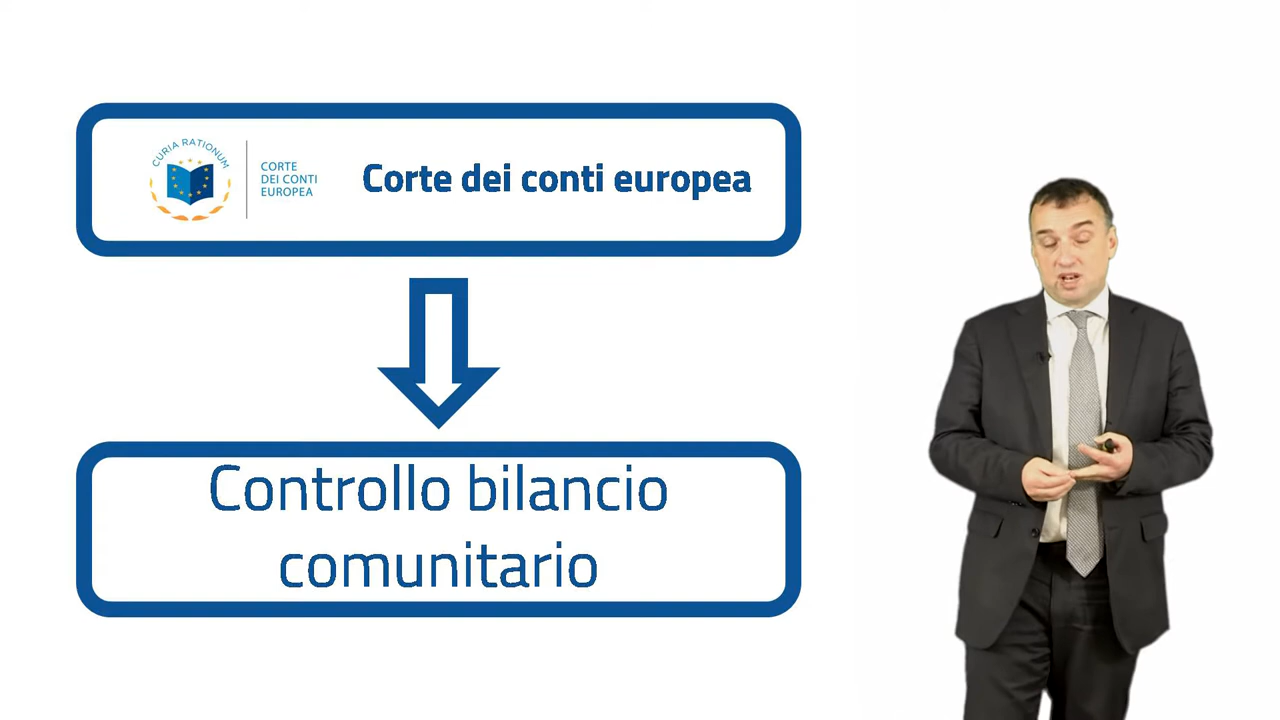 CURIA RATIONUM
CORTE
DEI CONTI
EUROPEA
Corte dei conti europea
Controllo bilancio
comunitario